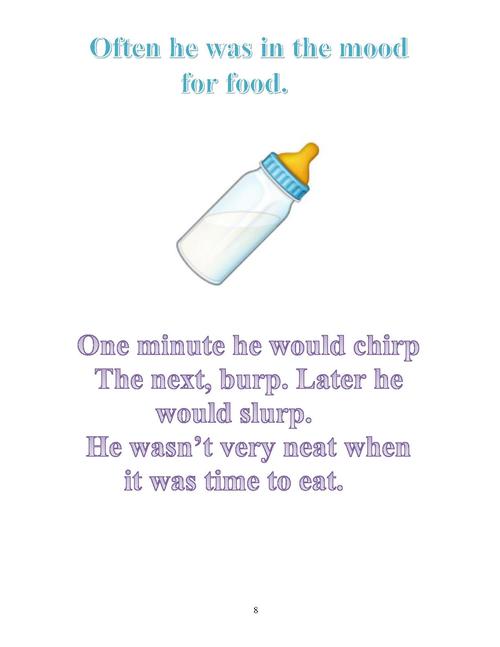 Often he was in the mood
for food.
One minute he would chirp
The next, burp. Later he
would slurp.
He wasn't very neat when
it was time to eat.
8